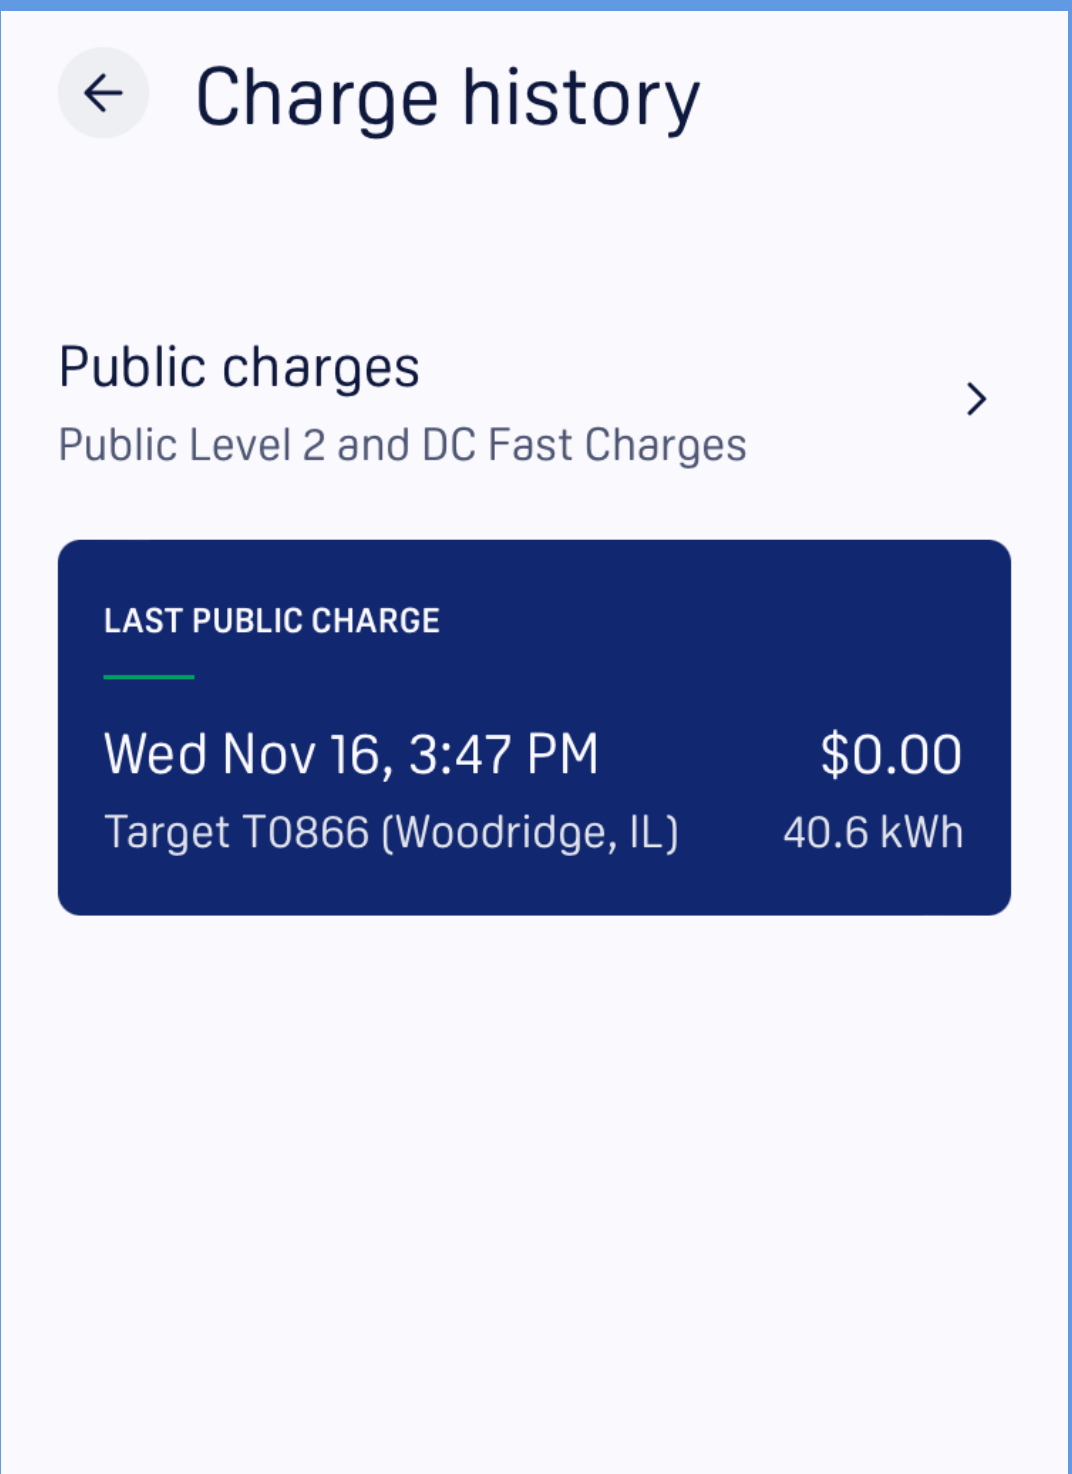 Charge history
Public charges
Public Level 2 and DC Fast Charges
LAST PUBLIC CHARGE
Wed Nov 16, 3:47 PM $0.00
Target T0866 (Woodridge, IL) 40.6 kWh